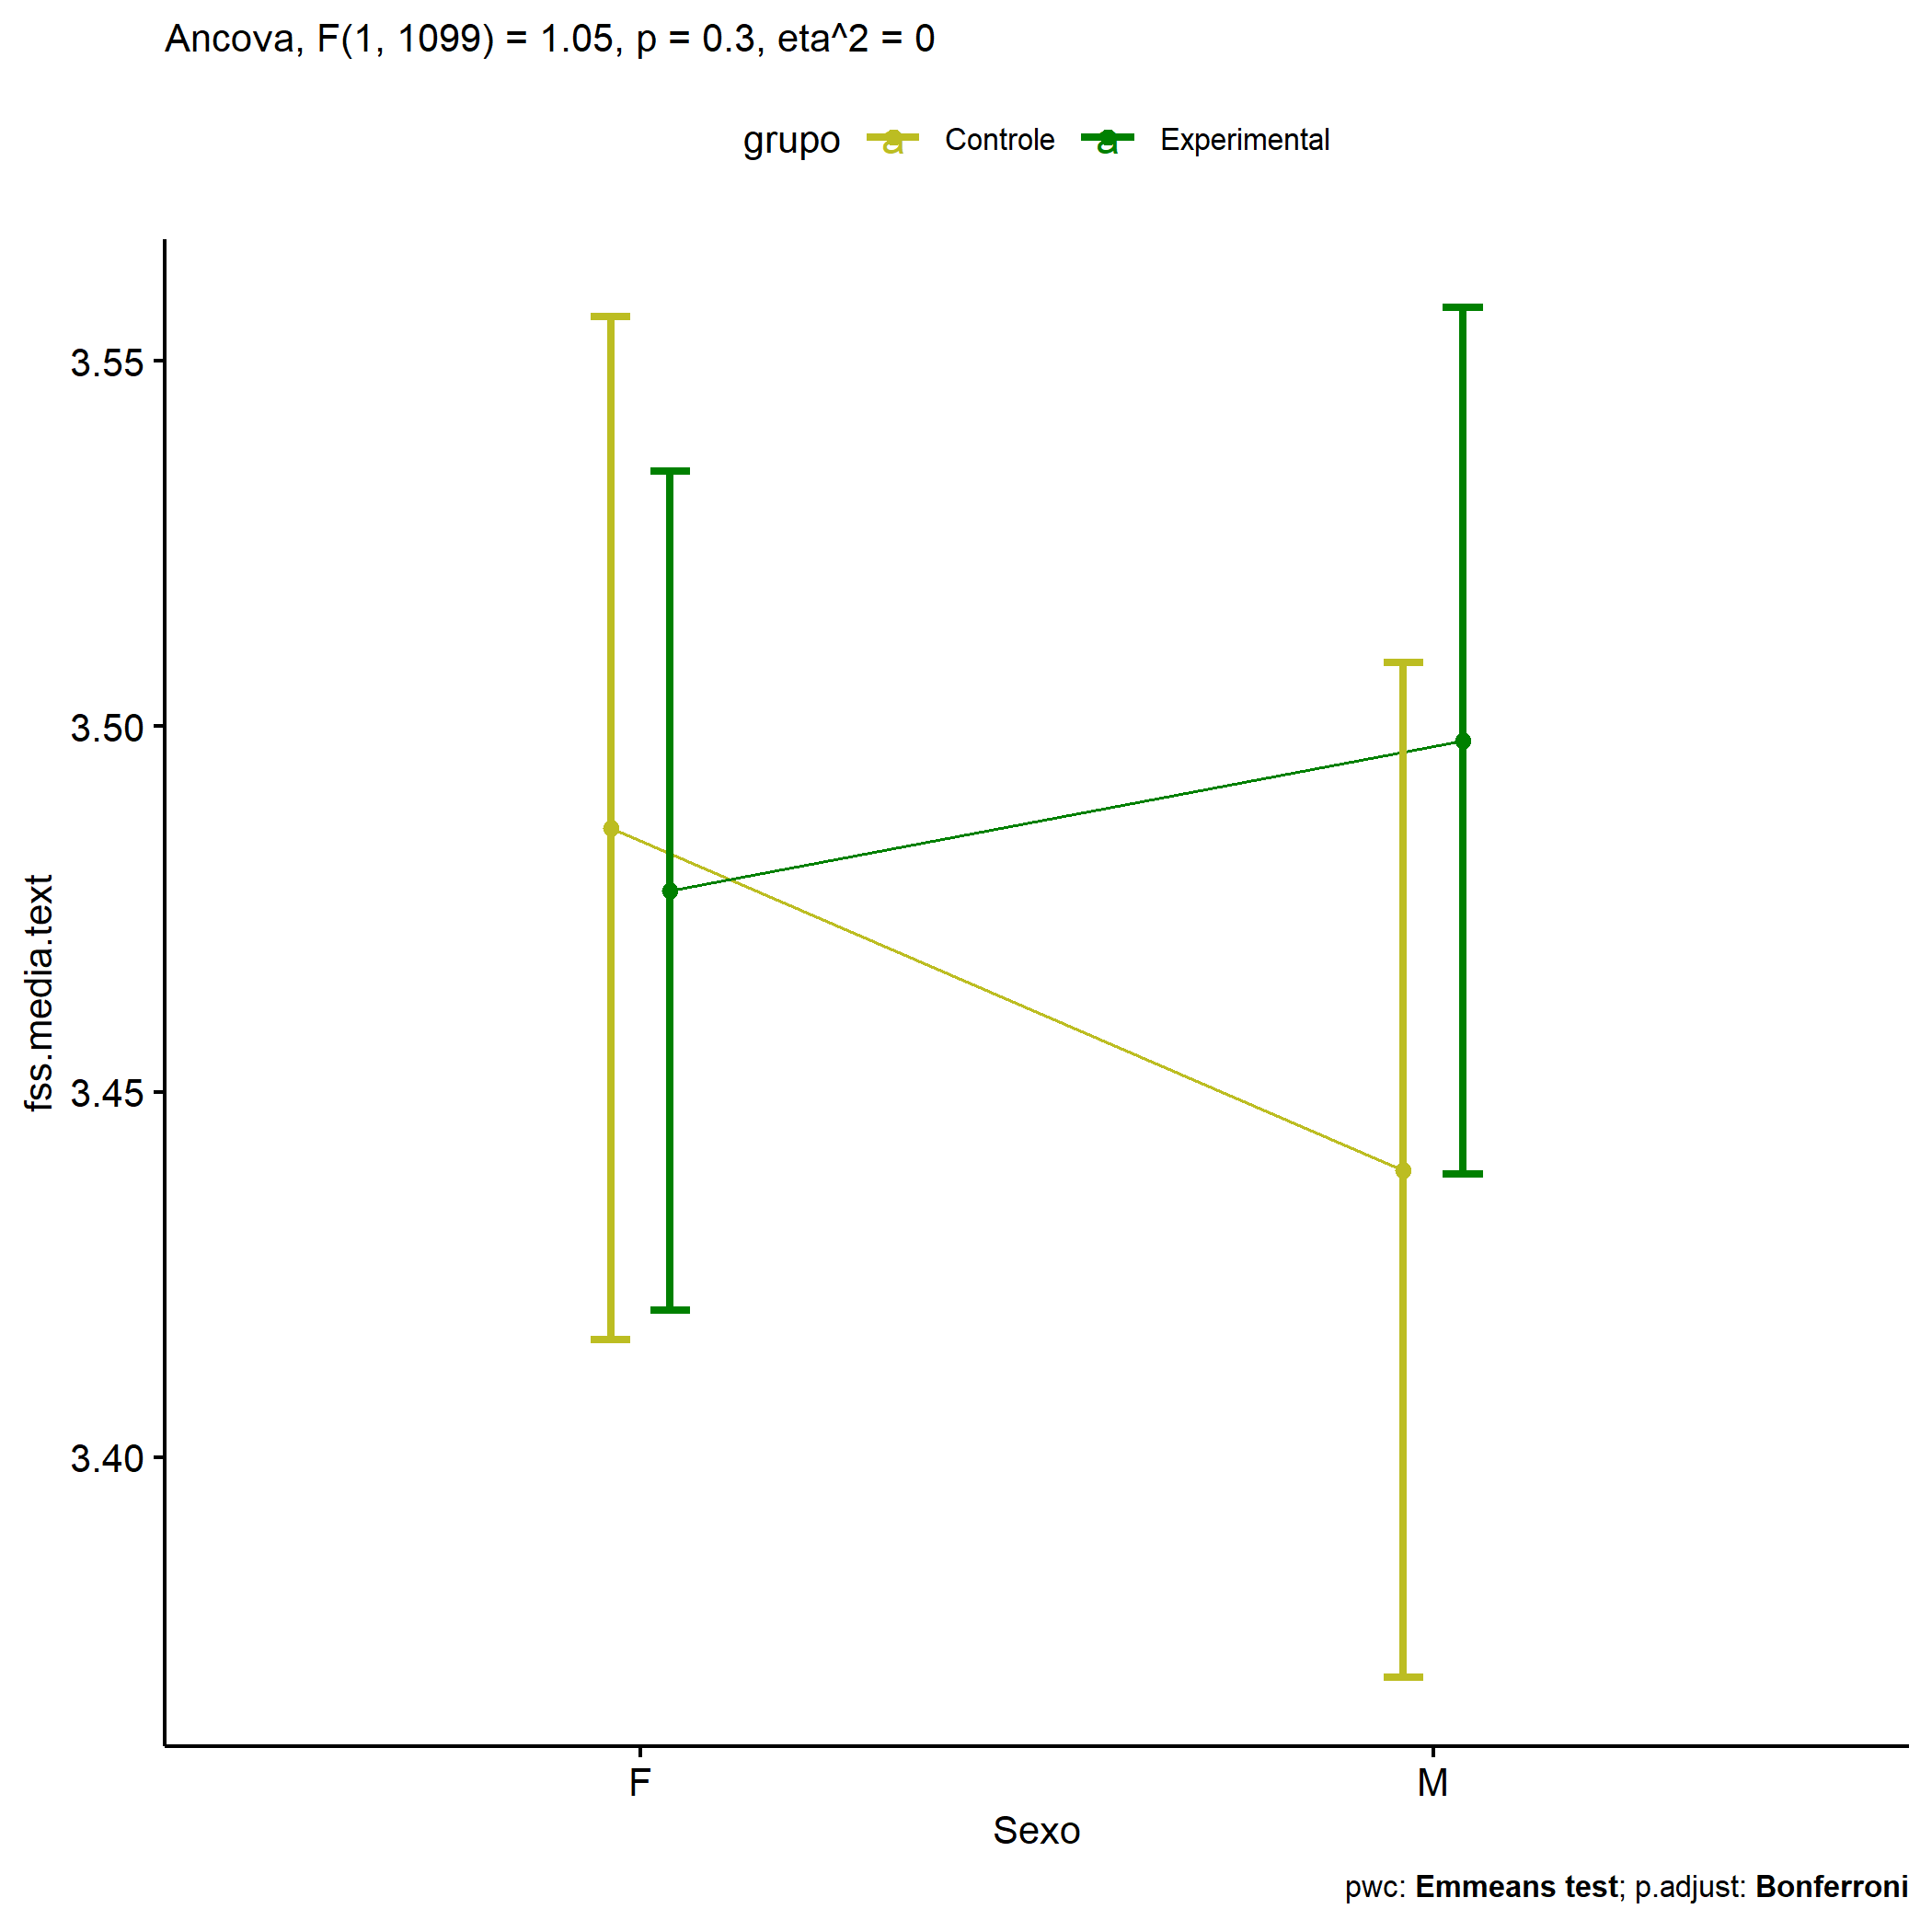 Ancova, F(1, 1099) = 1.05, p = 0.3, eta^2 = 0
grupo a Controle a Experimental
3.55
3.50
3.45
3.40
fss.media.text
F M
Sexo
pwc: Emmeans test; p.adjust: Bonferroni